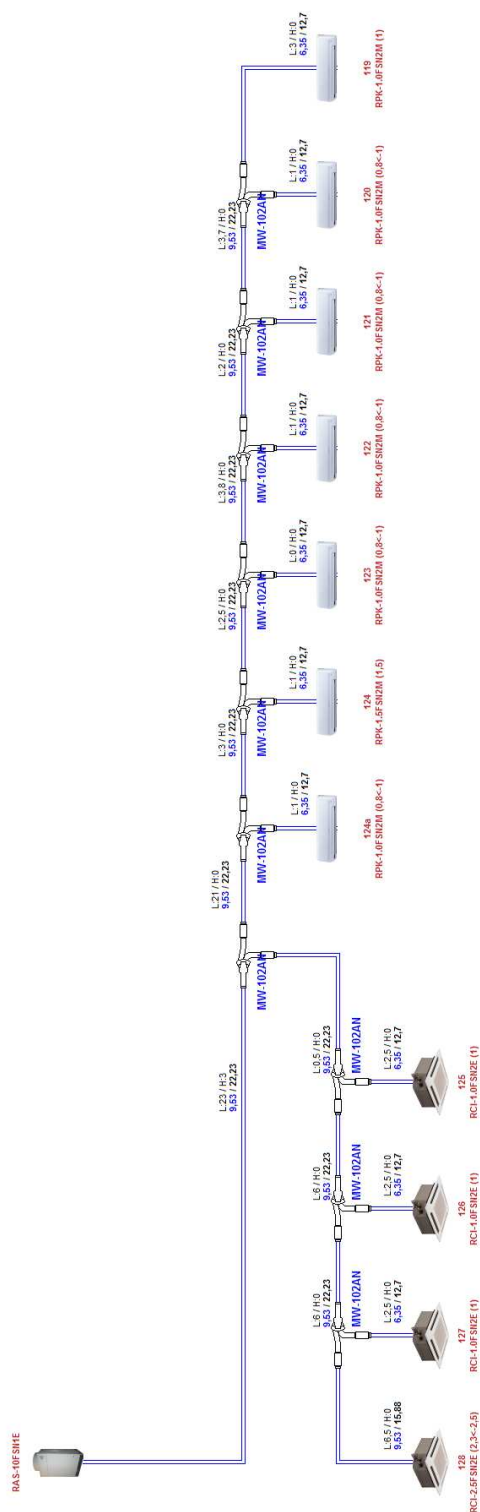 L:3 / H:0
6,35 / 12,7
119
RPK-1.0FSN2M (1)
L:3,7 / H:0
9,53 / 22,23
MW-102AN
L:1 / H:0
6,35 / 12,7
120
RPK-1.0FSN2M (0,8<-1)
L:2 / H:0
9,53 / 22,23
MW-102AN
L:1 / H:0
6,35 / 12,7
121
RPK-1.0FSN2M (0,8<-1)
L:3,8 / H:0
9,53 / 22,23
MW-102AN
L:1 / H:0
6,35 / 12,7
122
RPK-1.0FSN2M (0,8<-1)
L:2,5 / H:0
9,53 / 22,23
MW-102AN
L:0 / H:0
6,35 / 12,7
123
RPK-1.0FSN2M (0,8<-1)
L:3 / H:0
9,53 / 22,23
MW-102AN
L:1 / H:0
6,35 / 12,7
124
RPK-1.5FSN2M (1,5)
L:21 / H:0
9,53 / 22,23
MW-102AN
L:1 / H:0
6,35 / 12,7
124a
RPK-1.0FSN2M (0,8<-1)
L:23 / H:3
9,53 / 22,23
MW-102AN
L:0,5 / H:0
9,53 / 22,23
MW-102AN
L:2,5 / H:0
6,35 / 12,7
125
RCI-1.0FSN2E (1)
L:6 / H:0
9,53 / 22,23
MW-102AN
L:2,5 / H:0
6,35 / 12,7
126
RCI-1.0FSN2E (1)
L:6 / H:0
9,53 / 22,23
MW-102AN
L:2,5 / H:0
6,35 / 12,7
127
RCI-1.0FSN2E (1)
RAS-10FSN1E
L:6,5 / H:0
9,53 / 15,88
128
RCI-2.5FSN2E (2,3<-2,5)